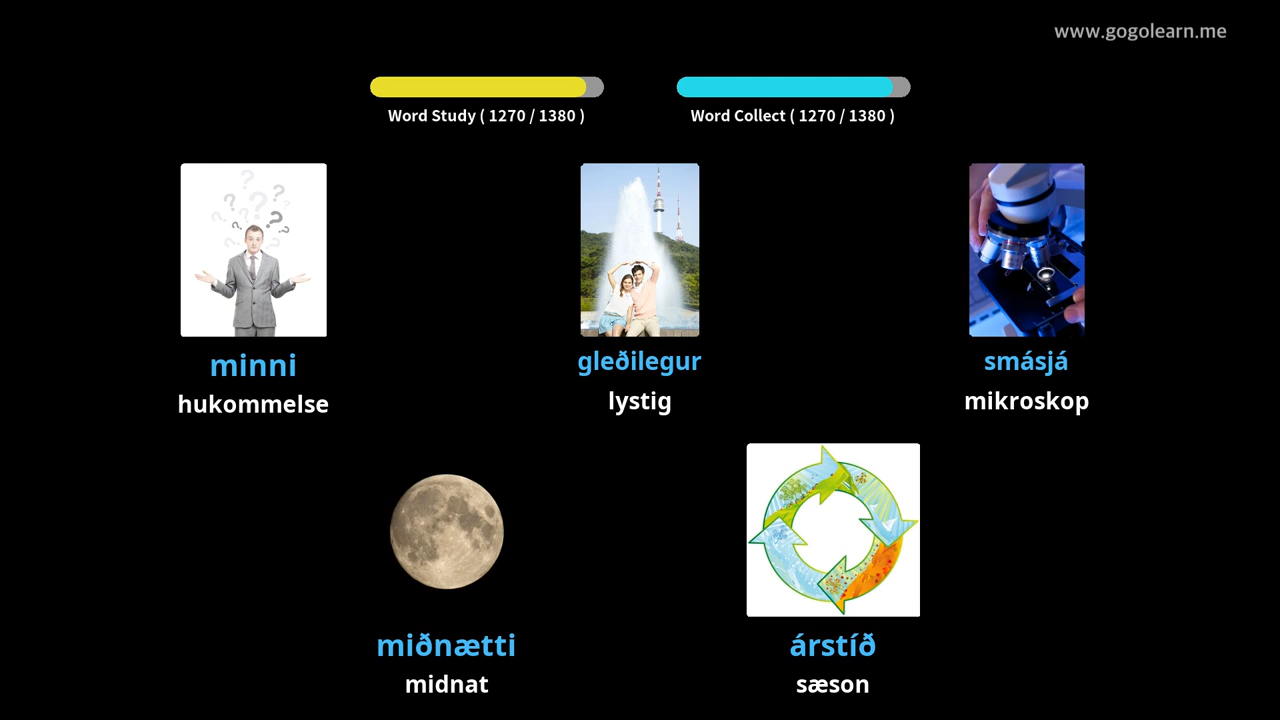 www.gogolearn.me
Word Study ( 1270 / 1380 )
Word Collect ( 1270 / 1380 )
minni
hukommelse
gleðilegur
lystig
smásjá
mikroskop
miðnætti
midnat
árstíð
sæson